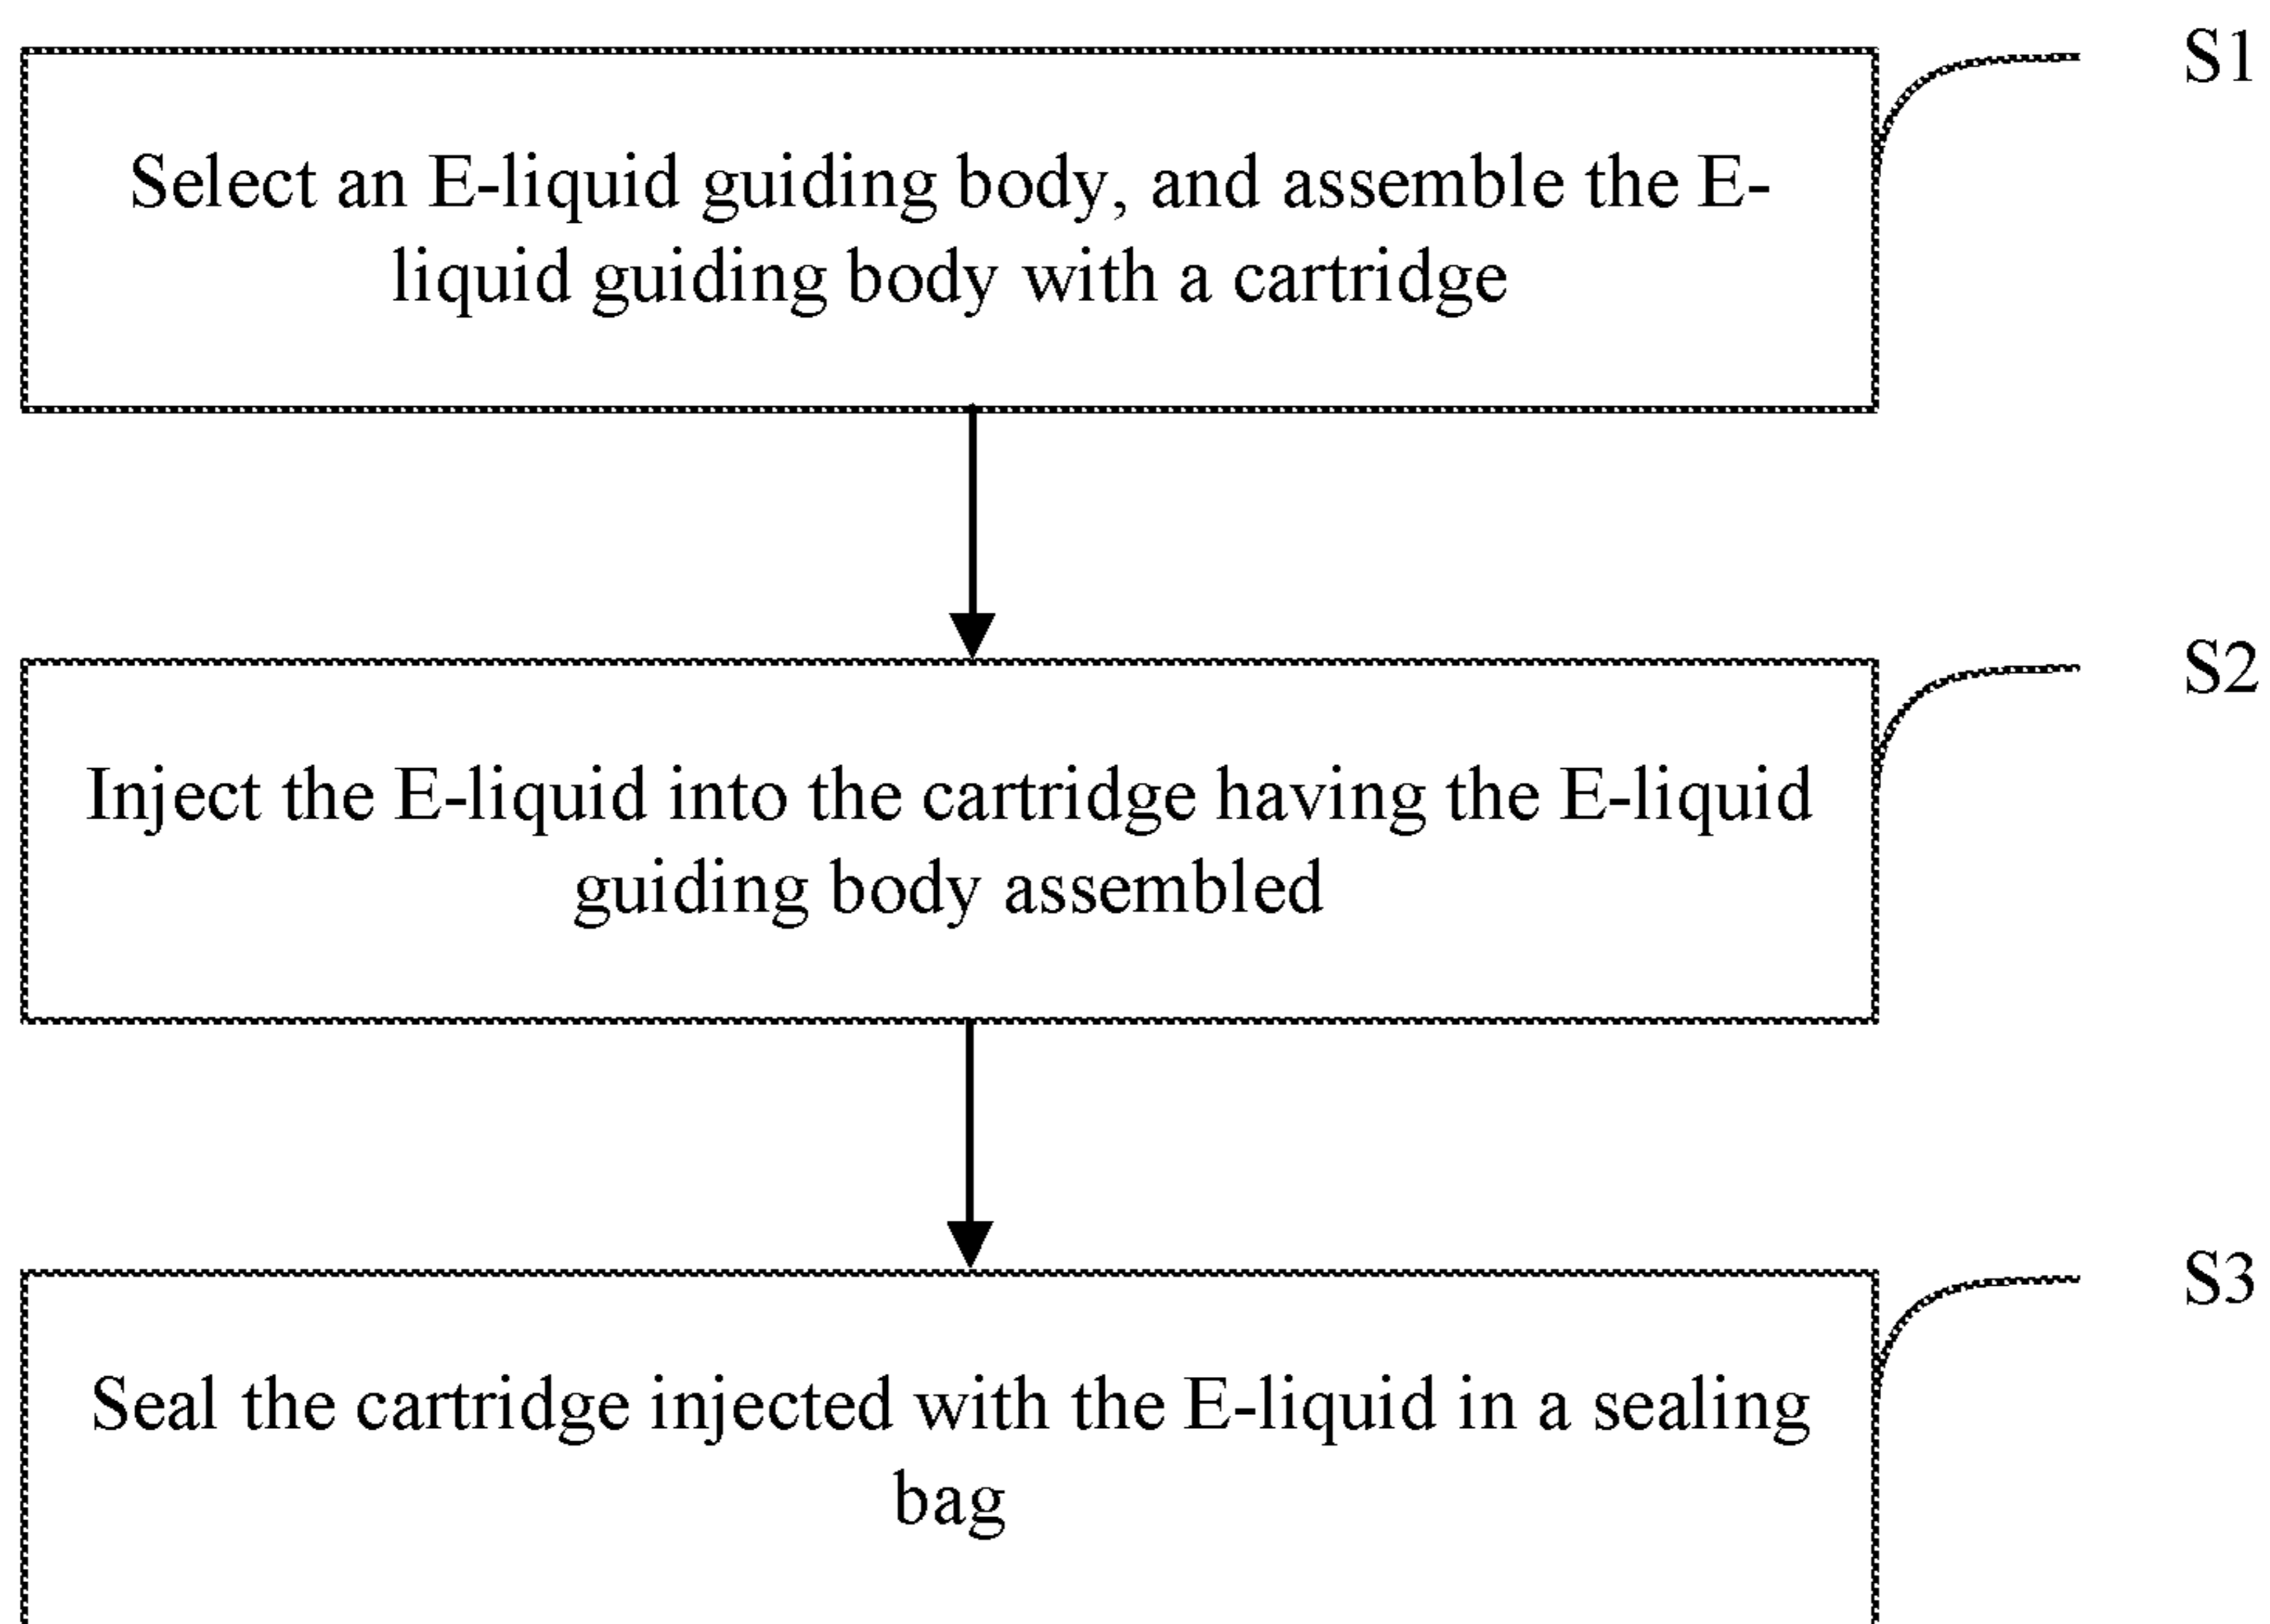 S1
Select an E-liquid guiding body, and assemble the E-
liquid guiding body with a cartridge
S2
Inject the E-liquid into the cartridge having the E-liquid
guiding body assembled
S3
Seal the cartridge injected with the E-liquid in a sealing
bag